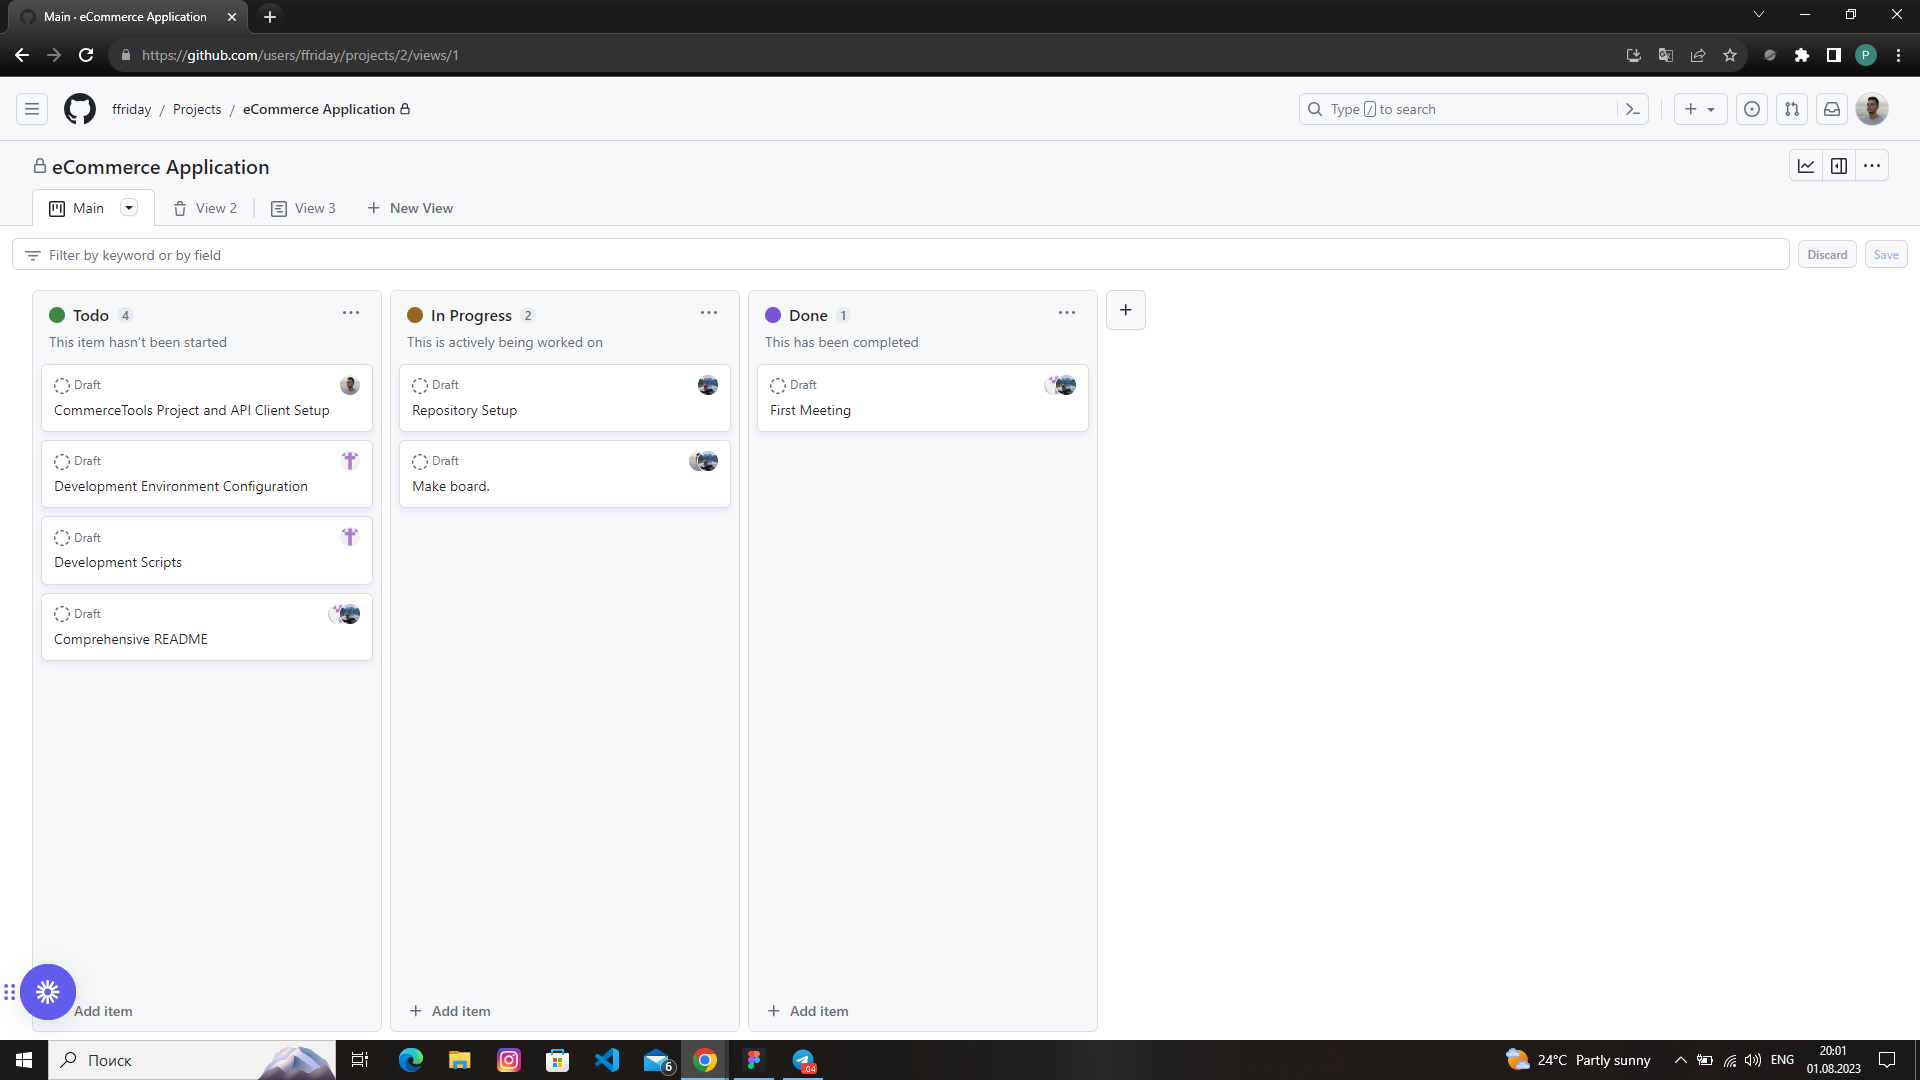 Main · eCommerce Application
https://github.com/users/ffriday/projects/2/views/1
P
ffriday / Projects / eCommerce Application
Type / to search
eCommerce Application
Main
View 2
View 3
New View
Filter by keyword or by field
Discard
Save
Todo 4
This item hasn't been started
Draft
CommerceTools Project and API Client Setup
Draft
Development Environment Configuration
Draft
Development Scripts
Draft
Comprehensive README
Add item
In Progress 2
This is actively being worked on
Draft
Repository Setup
Draft
Make board.
Add item
Done 1
This has been completed
Draft
First Meeting
Add item
Поиск
6
.04
24°C Partly sunny
ENG
20:01
01.08.2023